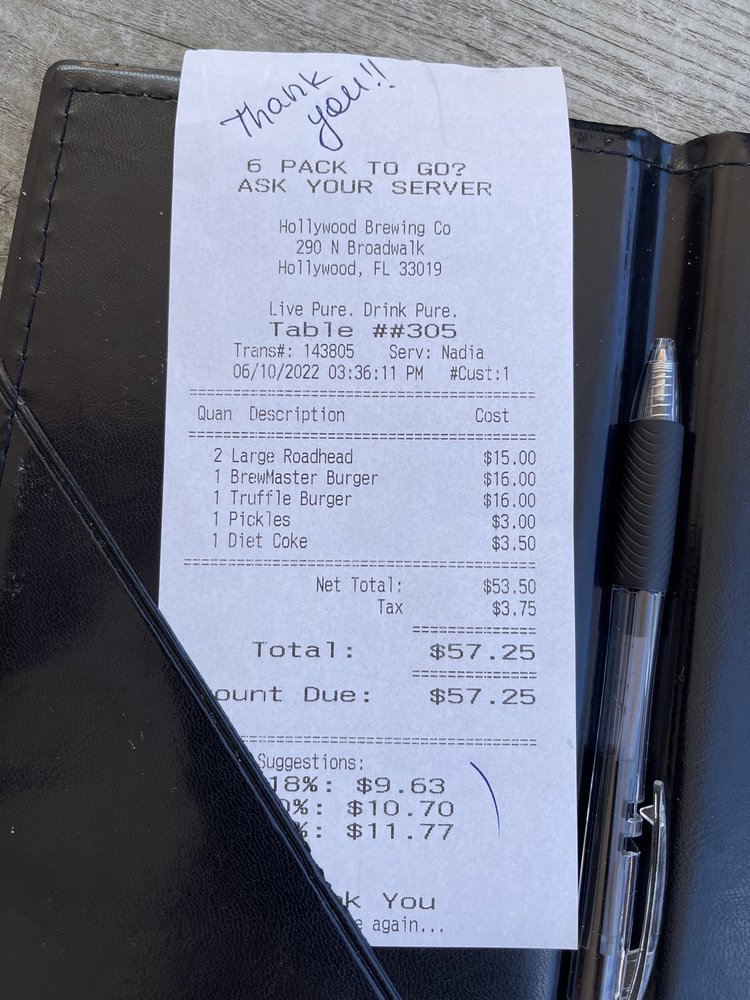 Thank you!!
6 PACK TO GO?
ASK YOUR SERVER
Hollywood Brewing Co
290 N Broadwalk
Hollywood, FL 33019
Live Pure. Drink Pure.
Table ##305
Trans#: 143805 Serv: Nadia
06/10/2022 03:36:11 PM #Cust:1
Quan Description Cost
2 Large Roadhead $15.00
1 BrewMaster Burger $16.00
1 Truffle Burger $16.00
1 Pickles $3.00
1 Diet Coke $3.50
Net Total: $53.50
Tax $3.75
Total: $57.25
ount Due: $57.25
Suggestions:
18%: $9.63
0%: $10.70
%: $11.77
k You
e again...